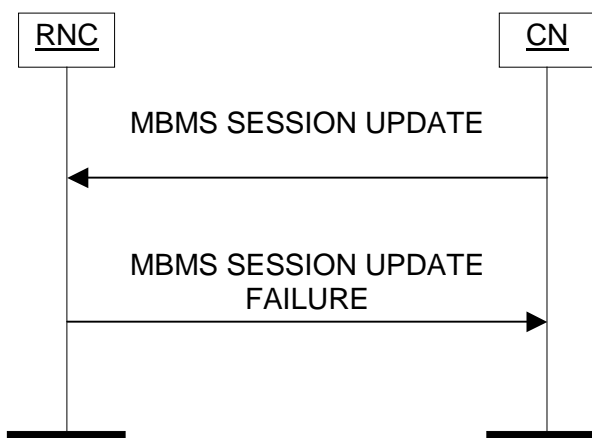 RNC
CN
MBMS SESSION UPDATE
MBMS SESSION UPDATE
FAILURE